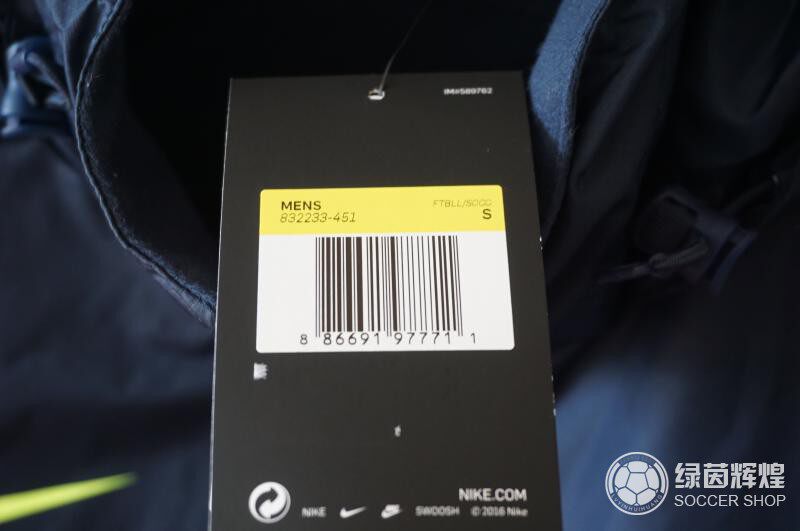 IM#589762
MENS
FTBLL/SOCC
832233-451
S
8 86691 97771 1
NIKE.COM
NIKE
SWOOSH
© 2016 Nike
绿茵辉煌
SOCCER SHOP
LUYINHUIHUANG